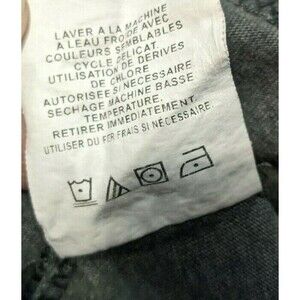 LAVER A LA MACHINE
A LEAU FROIDE AVEC
COULEURS SEMBLABLES
CYCLE DELICAT.
UTILISATION DE DERIVES
DE CHLORE
AUTORISEE SI NECESSAIRE
SECHAGE MACHINE BASSE
TEMPERATURE.
RETIRER IMMEDIATEMENT.
UTILISER DU FER FRAIS SI NECESSAIRE.